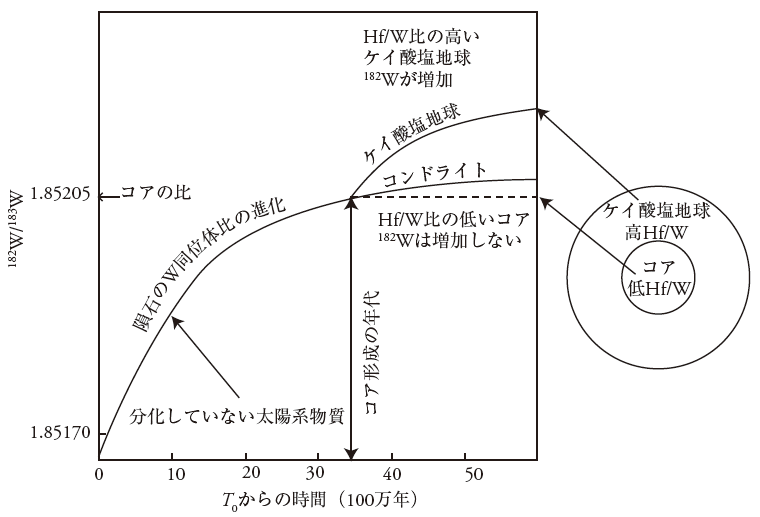 Hf/W比の高い
ケイ酸塩地球
¹⁸²Wが増加
ケイ酸塩地球
コンドライト
1.85205
コアの比
¹⁸²W/¹⁸³W
隕石のW同位体比の進化
Hf/W比の低いコア
¹⁸²Wは増加しない
ケイ酸塩地球
高Hf/W
コア
低Hf/W
コア形成の年代
分化していない太陽系物質
1.85170
0 10 20 30 40 50
T₀からの時間（100万年）